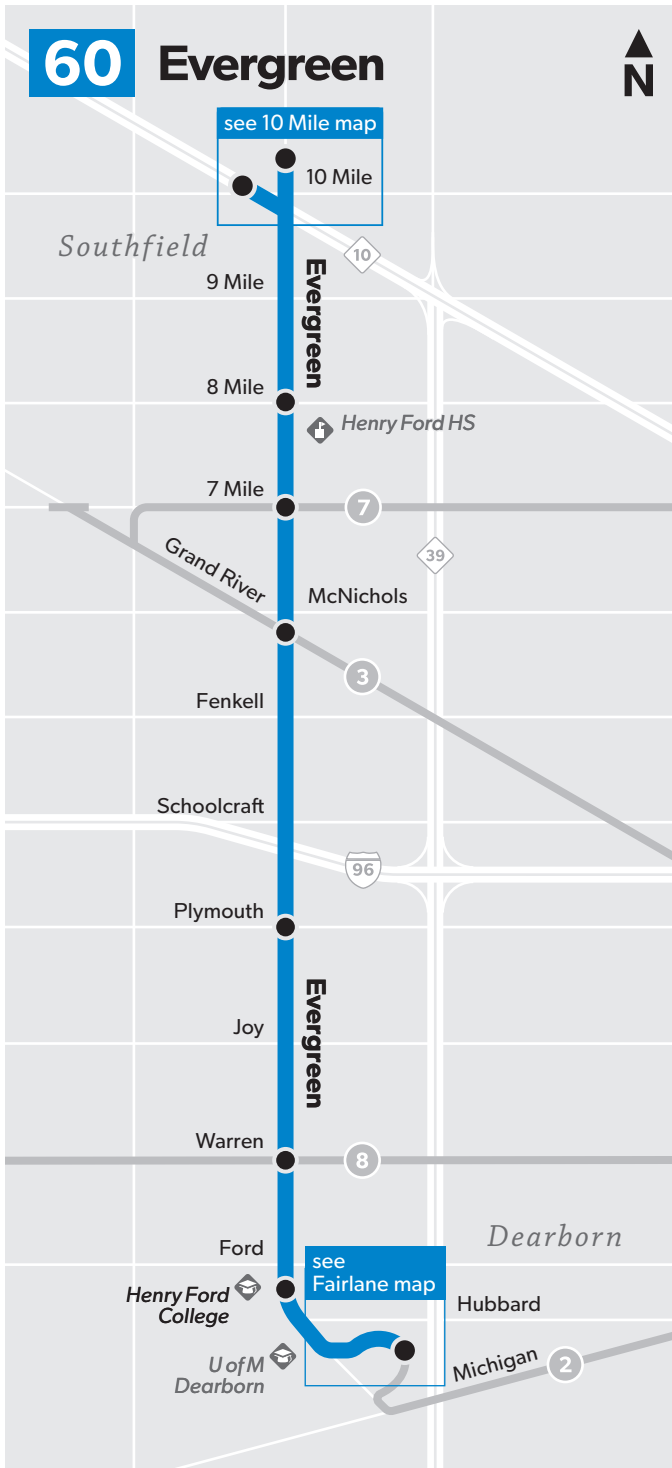 60 Evergreen
N
see 10 Mile map
10 Mile
Southfield
10
9 Mile
Evergreen
8 Mile
Henry Ford HS
7 Mile
7
Grand River
39
McNichols
3
Fenkell
Schoolcraft
96
Plymouth
Evergreen
Joy
Warren
8
Dearborn
Ford
see
Fairlane map
Henry Ford
College
Hubbard
U of M
Dearborn
Michigan
2